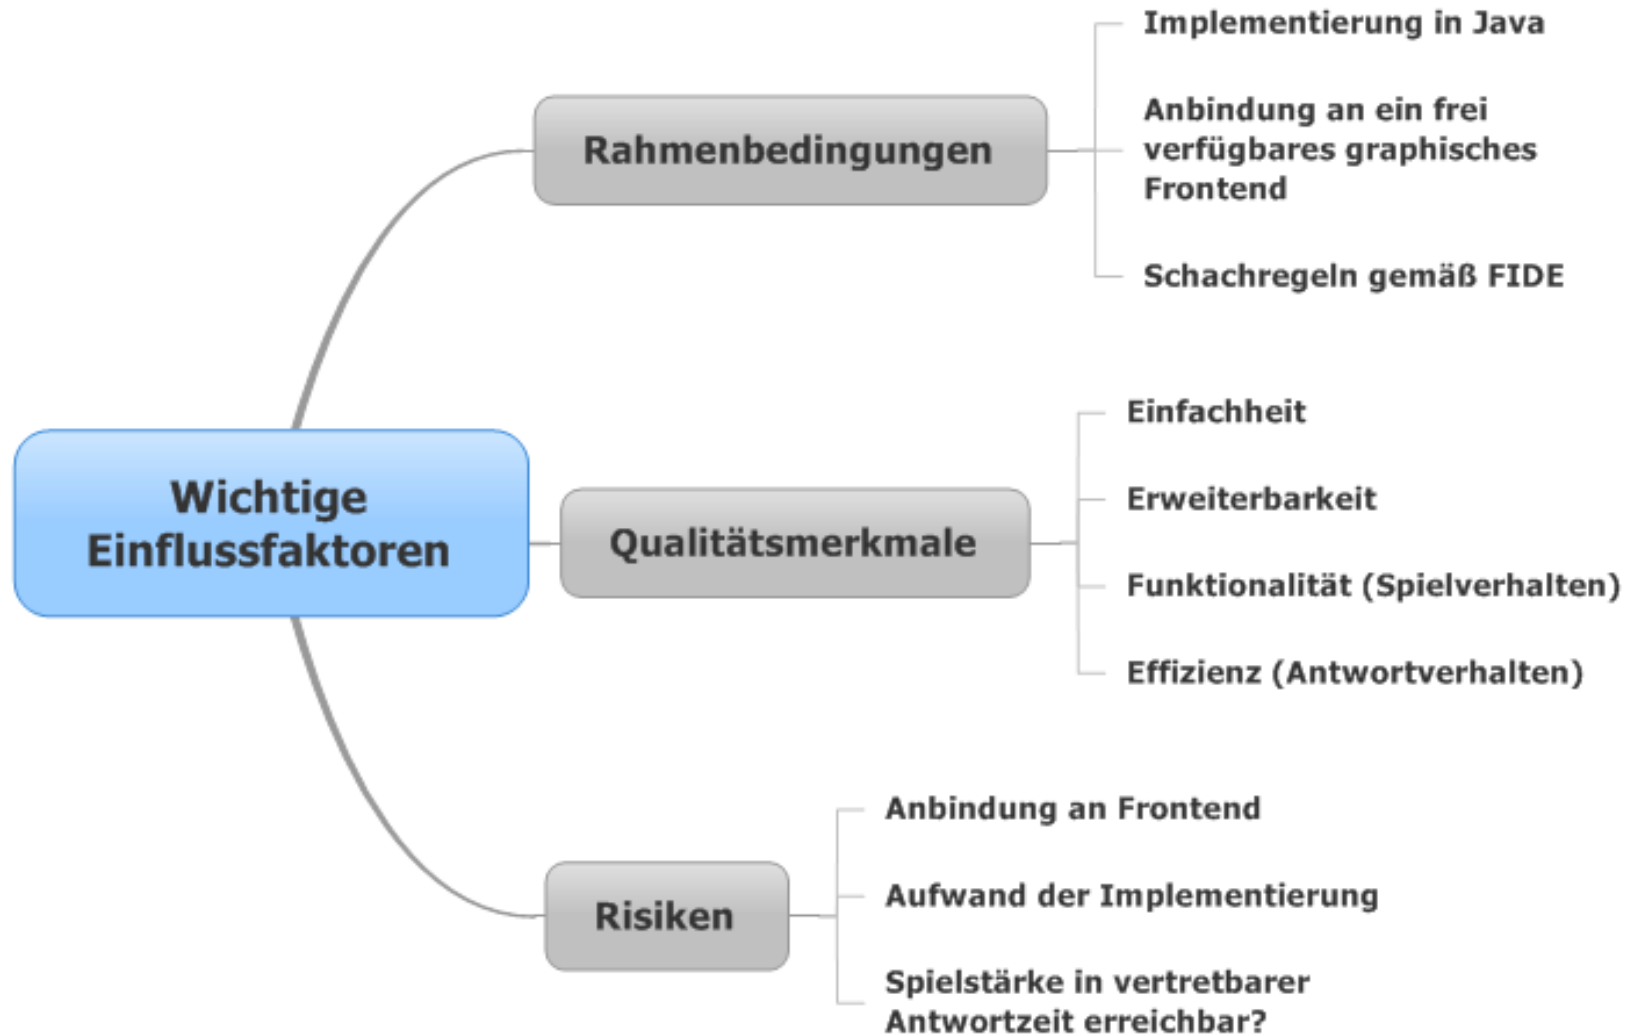 Implementierung in Java
Anbindung an ein frei
verfügbares graphisches
Frontend
Rahmenbedingungen
Schachregeln gemäß FIDE
Wichtige
Einflussfaktoren
Einfachheit
Erweiterbarkeit
Qualitätsmerkmale
Funktionalität (Spielverhalten)
Effizienz (Antwortverhalten)
Anbindung an Frontend
Aufwand der Implementierung
Risiken
Spielstärke in vertretbarer
Antwortzeit erreichbar?